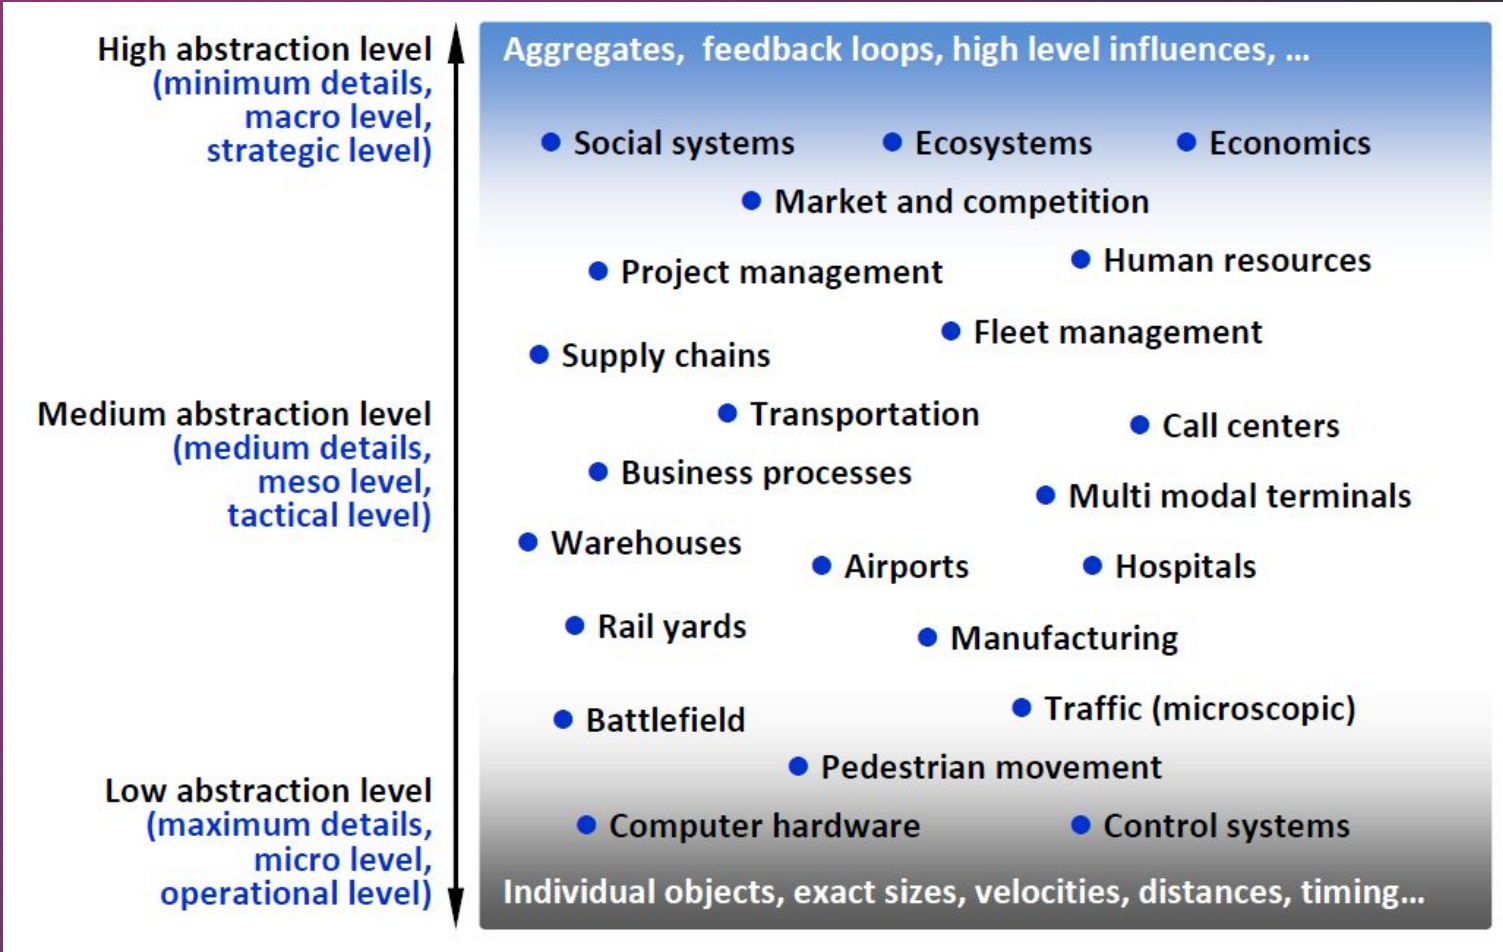 High abstraction level
(minimum details,
macro level,
strategic level)
Medium abstraction level
(medium details,
meso level,
tactical level)
Low abstraction level
(maximum details,
micro level,
operational level)
Aggregates, feedback loops, high level influences, ...
Social systems
Ecosystems
Economics
Market and competition
Human resources
Project management
Fleet management
Supply chains
Transportation
Call centers
Business processes
Multi modal terminals
Warehouses
Airports
Hospitals
Rail yards
Manufacturing
Traffic (microscopic)
Battlefield
Pedestrian movement
Computer hardware
Control systems
Individual objects, exact sizes, velocities, distances, timing...